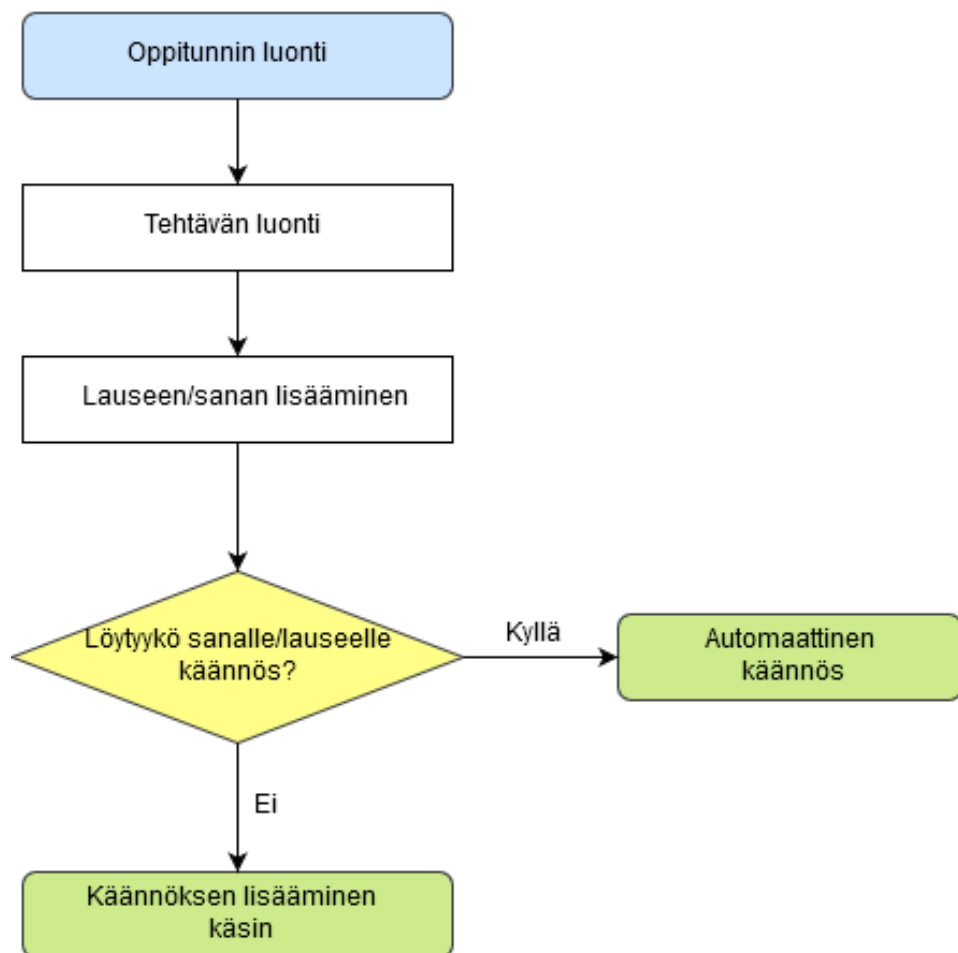 Oppitunnin luonti
Tehtävän luonti
Lauseen/sanan lisääminen
Löytyykö sanalle/lauseelle
käännös?
Kyllä
Automaattinen
käännös
Ei
Käännöksen lisääminen
käsin